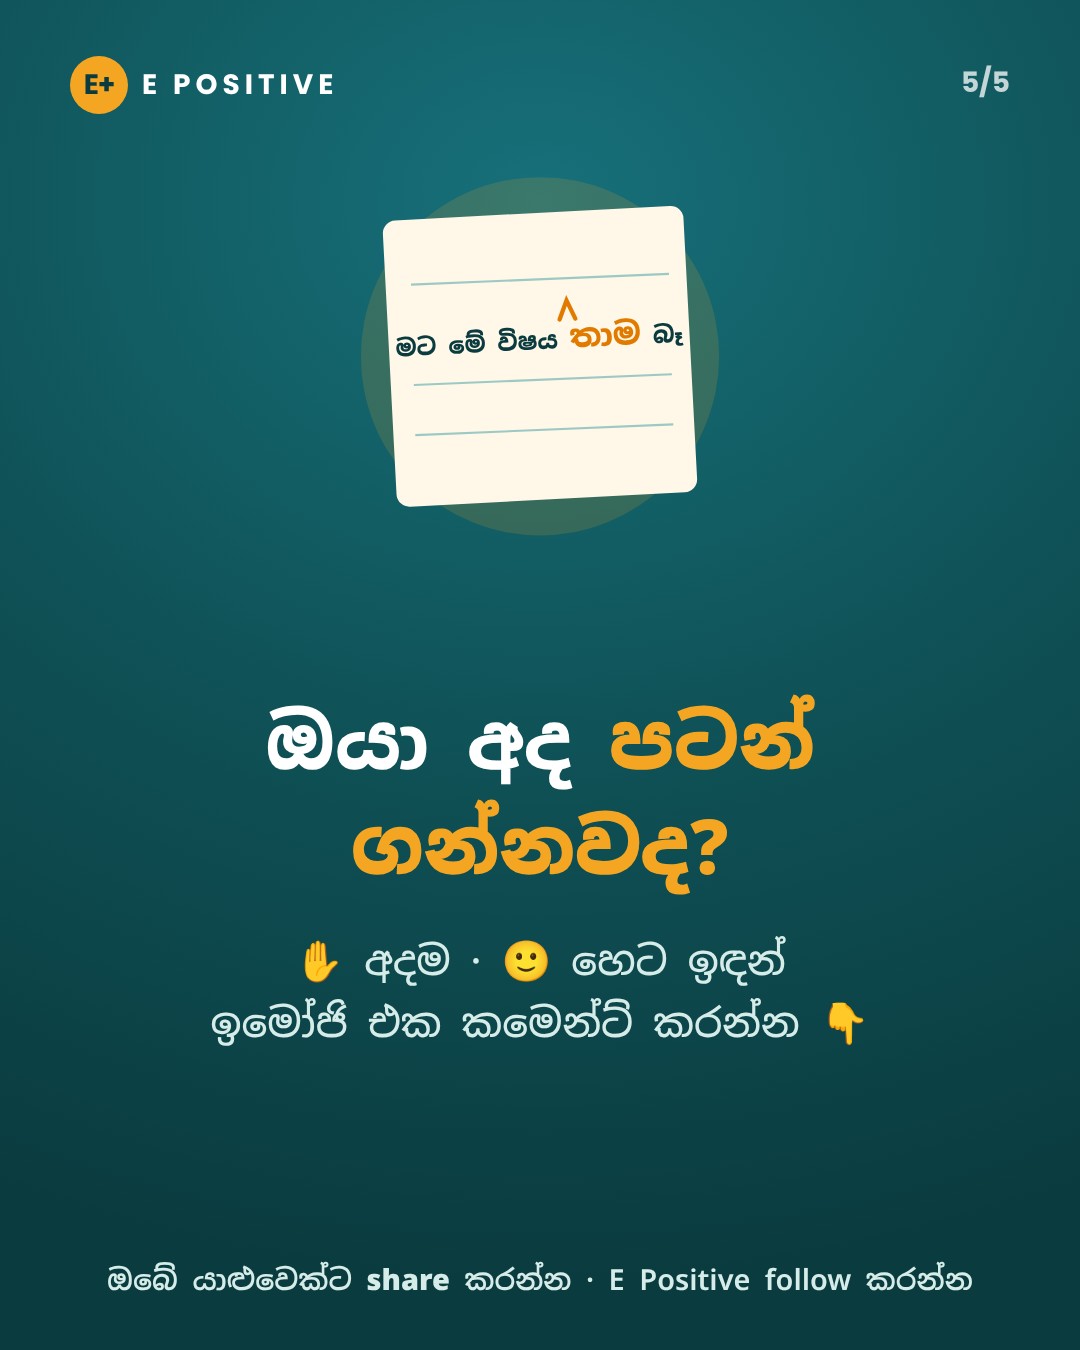 E+ E POSITIVE
5/5
මට මේ විෂය තාම බෑ
ඔයා අද පටන්
ගන්නවද?
✋ අදම · 🙂 හෙට ඉඳන්
ඉමෝජි එක කමෙන්ට් කරන්න 👇
ඔබේ යාළුවෙක්ට share කරන්න · E Positive follow කරන්න